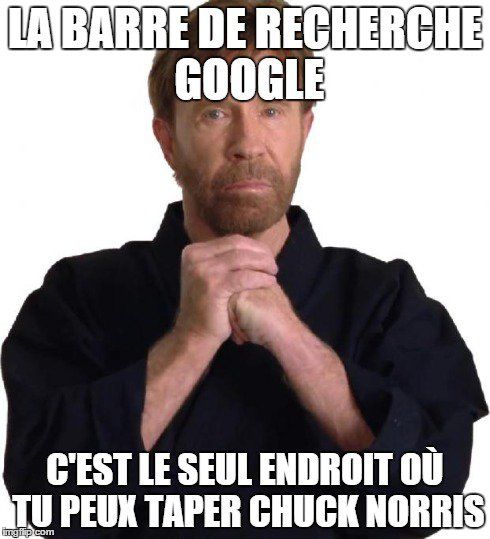 LA BARRE DE RECHERCHE
GOOGLE
C'EST LE SEUL ENDROIT OÙ
TU PEUX TAPER CHUCK NORRIS
imgflip.com